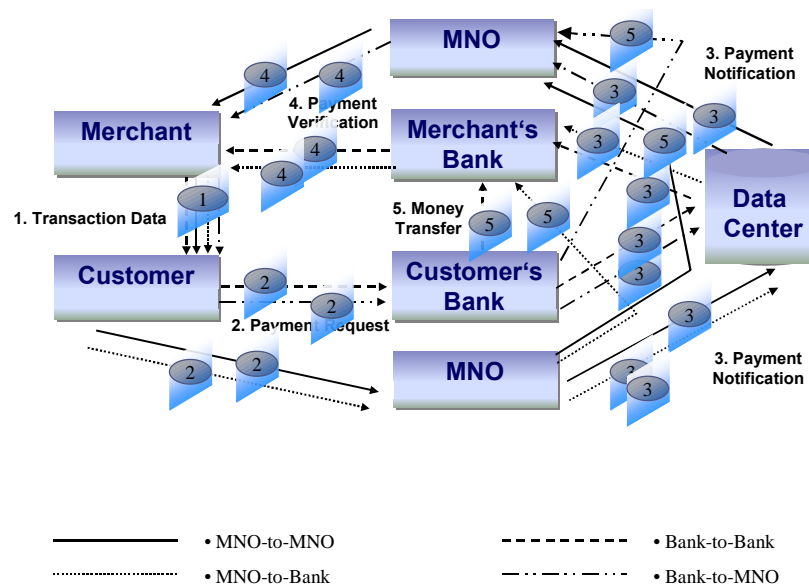 MNO
5
3. Payment
Notification
4
4
3
3
4. Payment
Verification
Merchant
Merchant‘s
Bank
4
3
5
4
1
3
Data
Center
1. Transaction Data
5. Money
Transfer
5
5
3
Customer
Customer‘s
Bank
2
3
2
2. Payment Request
3
2
2
MNO
3
3
3. Payment
Notification
• MNO-to-MNO
• Bank-to-Bank
• MNO-to-Bank
• Bank-to-MNO